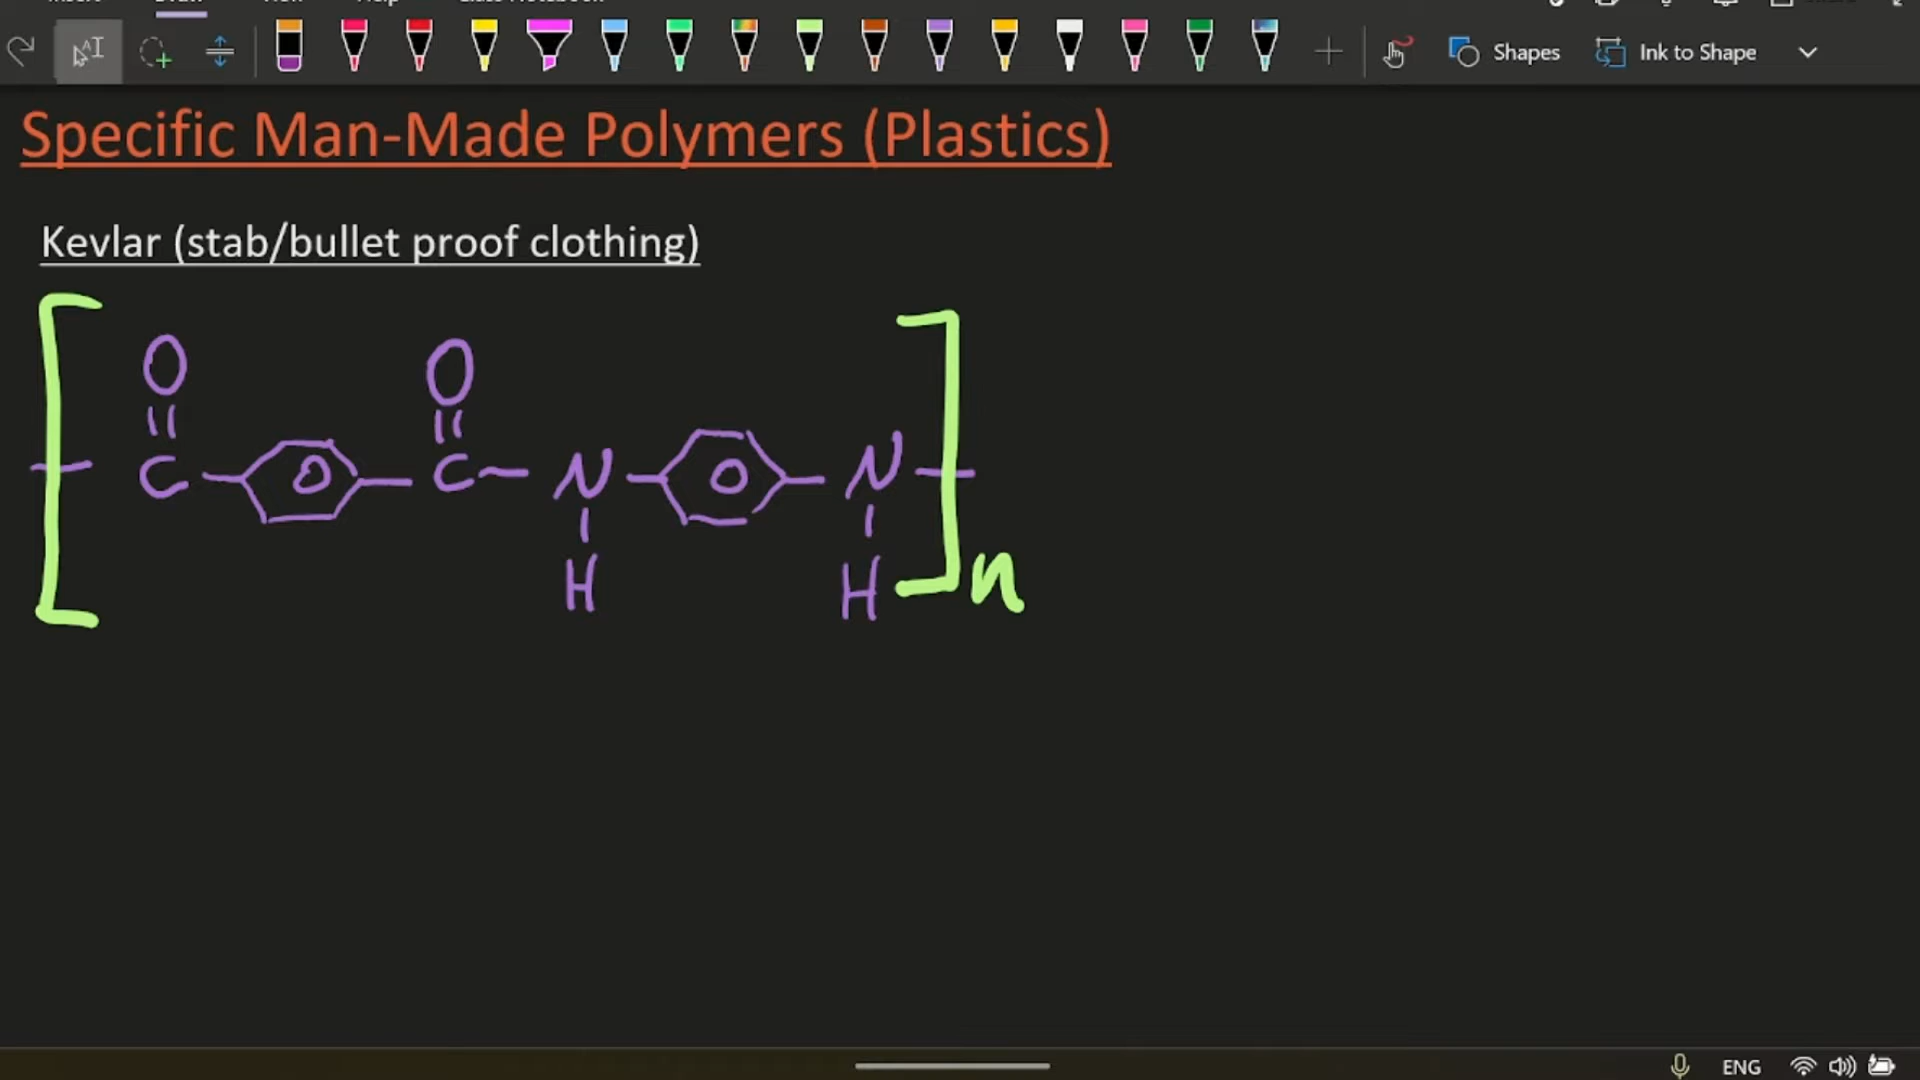 Shapes Ink to Shape
Specific Man-Made Polymers (Plastics)
Kevlar (stab/bullet proof clothing)
O O
C C N N
H H n
ENG